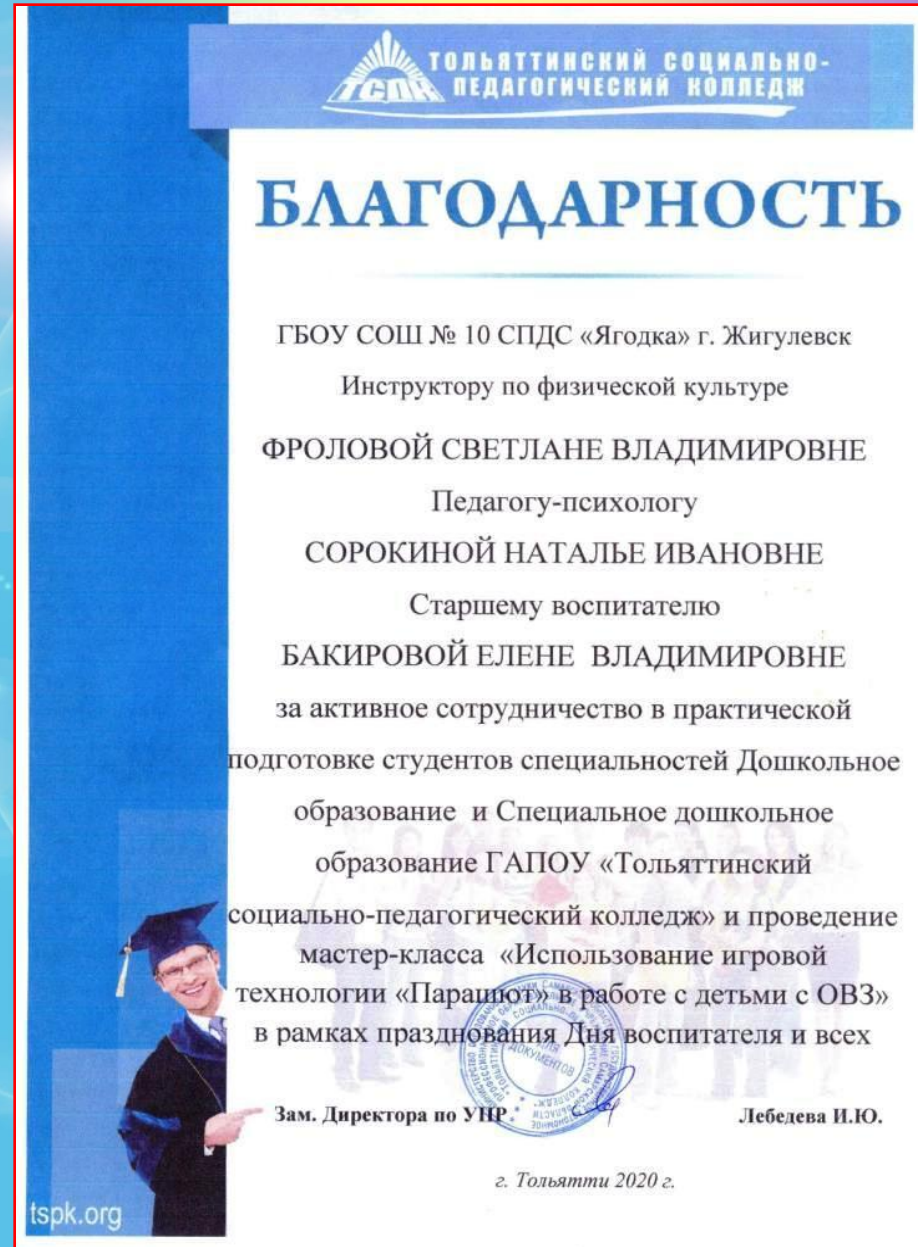 ТСПК
ТОЛЬЯТТИНСКИЙ СОЦИАЛЬНО-
ПЕДАГОГИЧЕСКИЙ КОЛЛЕДЖ
БЛАГОДАРНОСТЬ
ГБОУ СОШ № 10 СПДС «Ягодка» г. Жигулевск
Инструктору по физической культуре
ФРОЛОВОЙ СВЕТЛАНЕ ВЛАДИМИРОВНЕ
Педагогу-психологу
СОРОКИНОЙ НАТАЛЬЕ ИВАНОВНЕ
Старшему воспитателю
БАКИРОВОЙ ЕЛЕНЕ ВЛАДИМИРОВНЕ
за активное сотрудничество в практической
подготовке студентов специальностей Дошкольное
образование и Специальное дошкольное
образование ГАПОУ «Тольяттинский
социально-педагогический колледж» и проведение
мастер-класса «Использование игровой
технологии «Парашют» в работе с детьми с ОВЗ»
в рамках празднования Дня воспитателя и всех
ДЛЯ
ДОКУМЕНТОВ
Зам. Директора по УПР
Лебедева И.Ю.
г. Тольятти 2020 г.
tspk.org